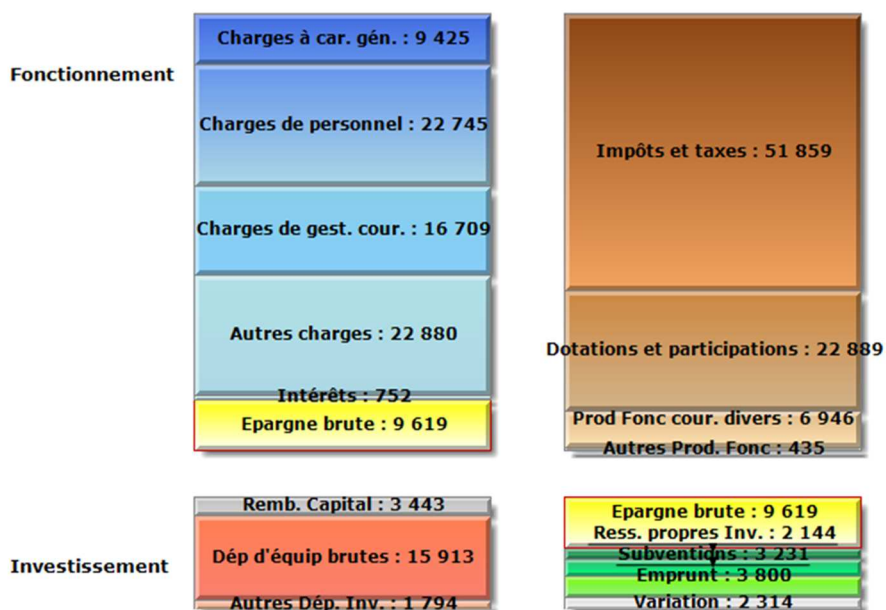 Fonctionnement
Charges à car. gén. : 9 425
Charges de personnel : 22 745
Charges de gest. cour. : 16 709
Autres charges : 22 880
Intérêts : 752
Epargne brute : 9 619
Impôts et taxes : 51 859
Dotations et participations : 22 889
Prod Fonc cour. divers : 6 946
Autres Prod. Fonc : 435
Investissement
Remb. Capital : 3 443
Dép d'équip brutes : 15 913
Autres Dép. Inv. : 1 794
Epargne brute : 9 619
Ress. propres Inv. : 2 144
Subventions : 3 231
Emprunt : 3 800
Variation : 2 314